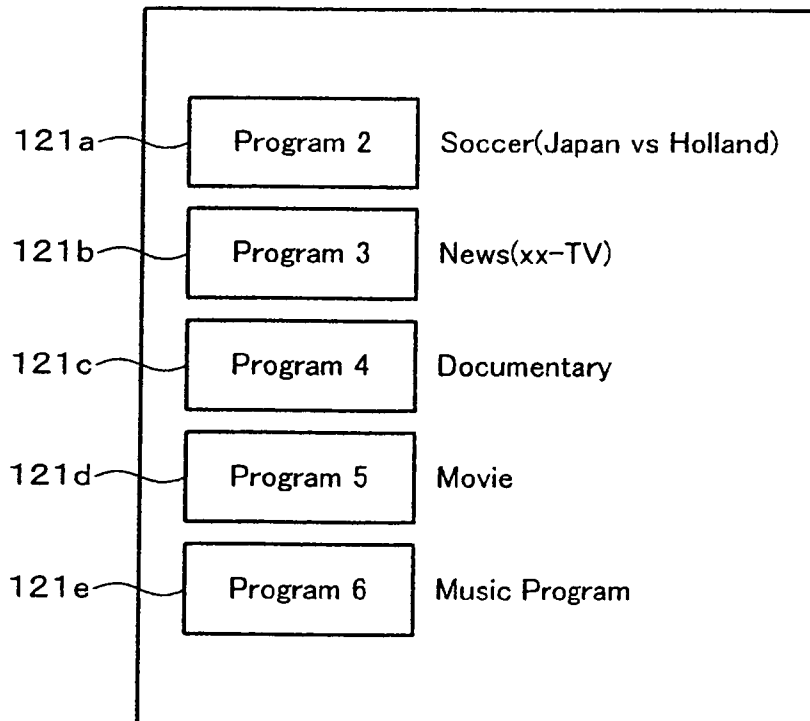 121a Program 2 Soccer(Japan vs Holland)
121b Program 3 News(xx-TV)
121c Program 4 Documentary
121d Program 5 Movie
121e Program 6 Music Program